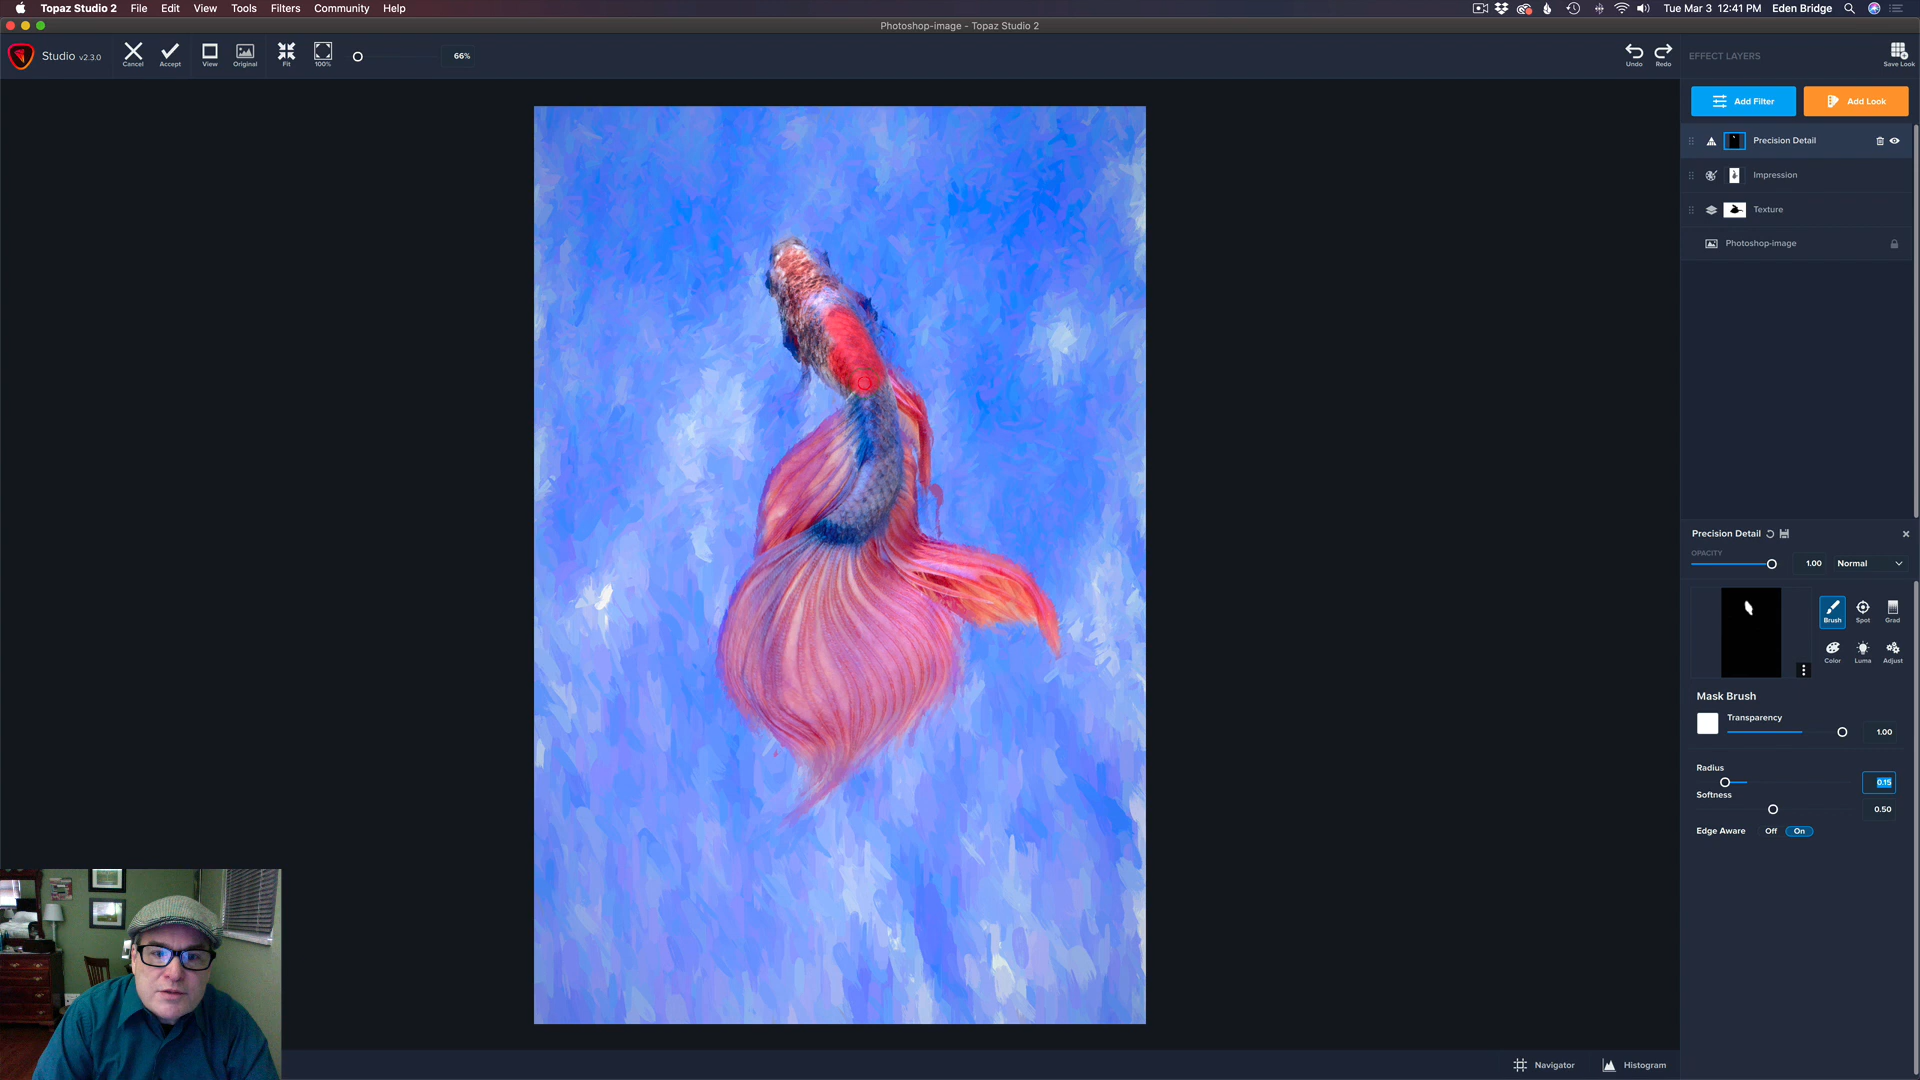 Topaz Studio 2 File Edit View Tools Filters Community Help Tue Mar 3 12:41 PM Eden Bridge
Photoshop-image - Topaz Studio 2
Studio v2.3.0 Cancel Accept View Original Fit 100% 66% Undo Redo EFFECT LAYERS Save Look
Add Filter Add Look
Precision Detail
Impression
Texture
Photoshop-image
Precision Detail
OPACITY 1.00 Normal
Brush Spot Grad
Color Luma Adjust
Mask Brush
Transparency
1.00
Radius
0.15
Softness
0.50
Edge Aware Off On
Navigator Histogram